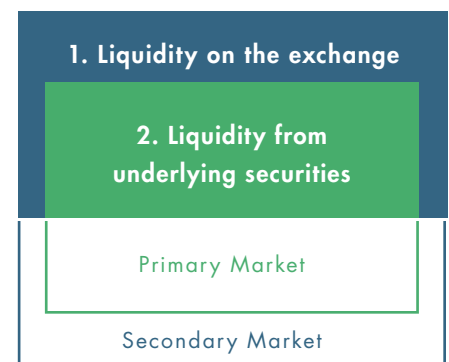 1. Liquidity on the exchange
2. Liquidity from
underlying securities
Primary Market
Secondary Market